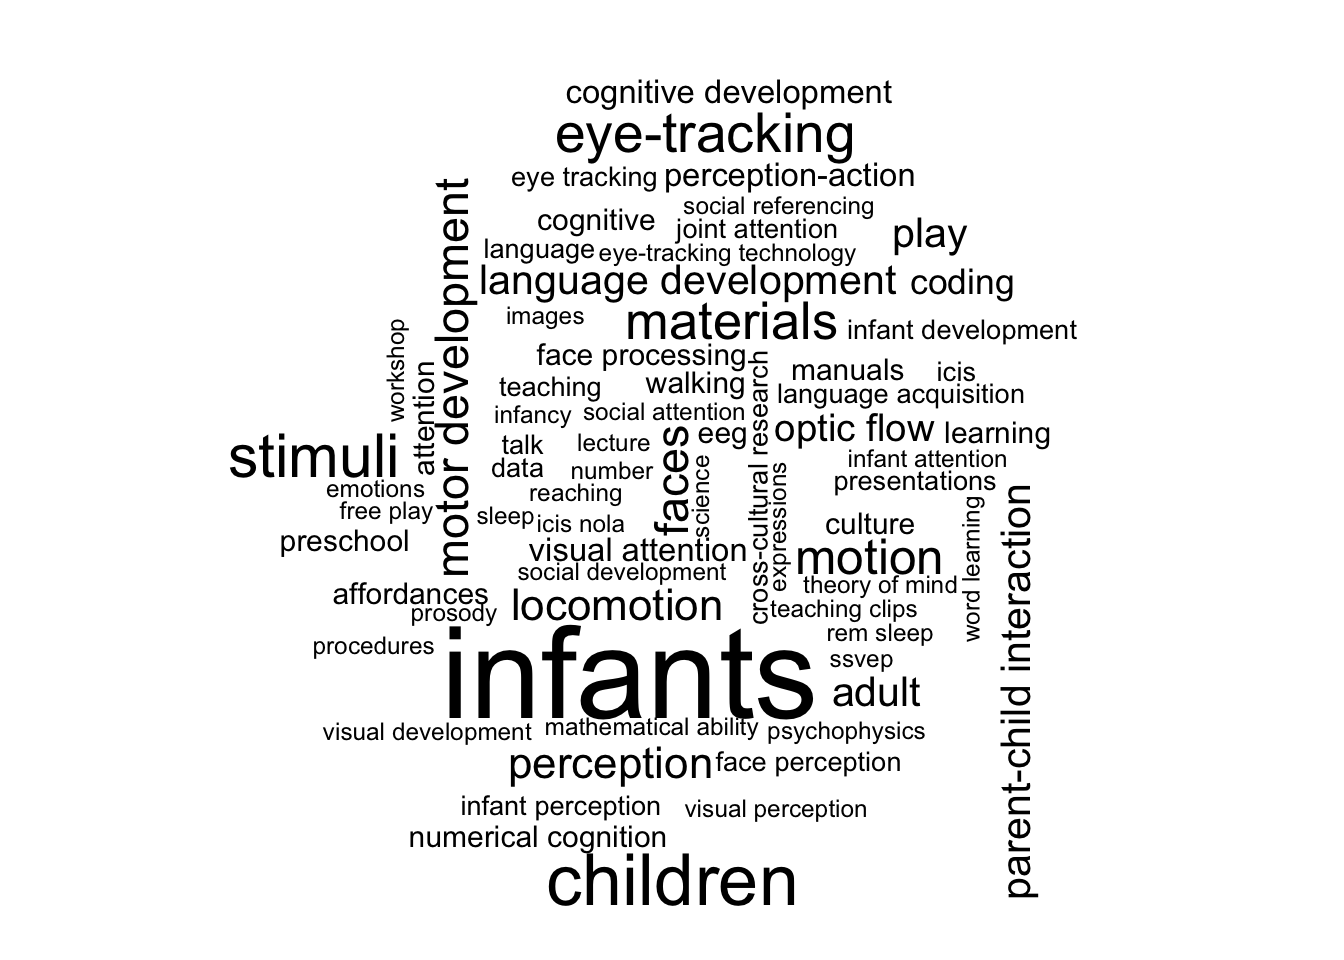 cognitive development
eye-tracking
eye tracking
perception-action
social referencing
cognitive
joint attention
play
language
eye-tracking technology
language development
coding
motor development
images
materials
infant development
workshop
attention
face processing
cross-cultural research
manuals
icis
teaching
walking
language acquisition
infancy
social attention
stimuli
talk
lecture
faces
eeg
optic flow
learning
data
number
science
infant attention
emotions
reaching
expressions
presentations
free play
sleep
icis nola
culture
word learning
parent-child interaction
preschool
visual attention
motion
social development
theory of mind
affordances
prosody
locomotion
teaching clips
procedures
infants
rem sleep
ssvep
adult
visual development
mathematical ability
psychophysics
perception
face perception
infant perception
visual perception
numerical cognition
children